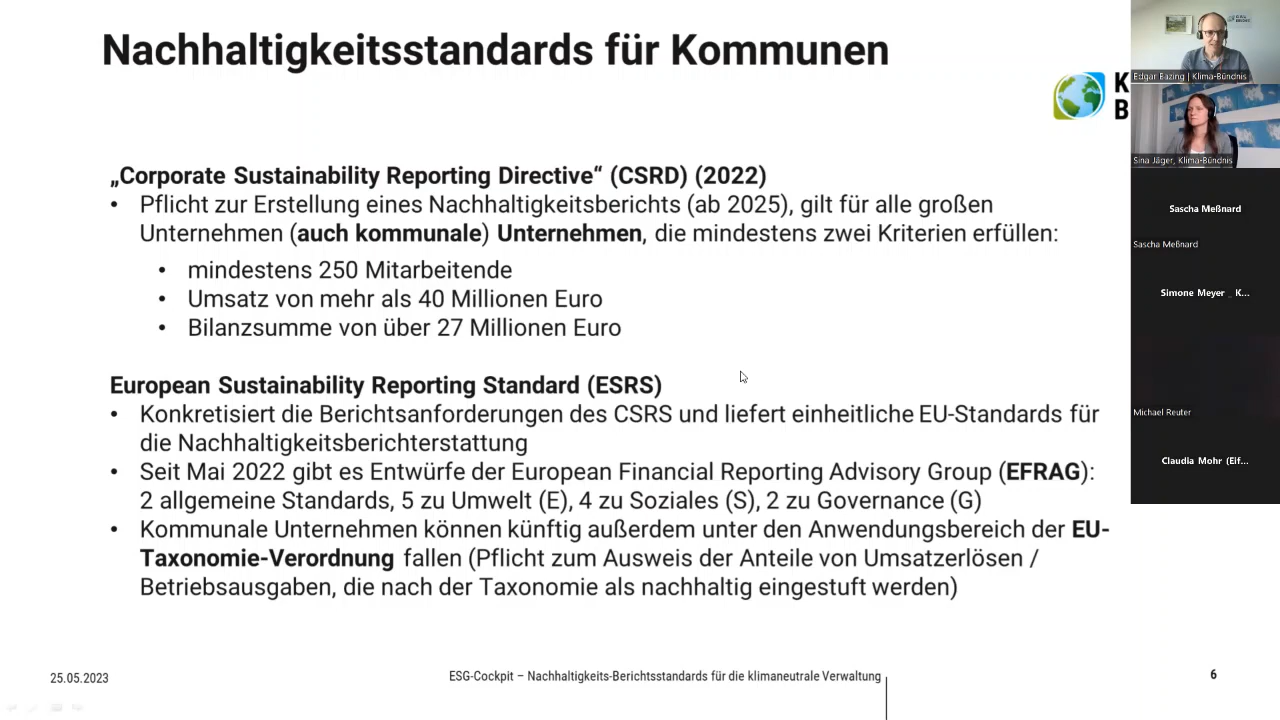 Nachhaltigkeitsstandards für Kommunen
K
B
„Corporate Sustainability Reporting Directive“ (CSRD) (2022)
• Pflicht zur Erstellung eines Nachhaltigkeitsberichts (ab 2025), gilt für alle großen
Unternehmen (auch kommunale) Unternehmen, die mindestens zwei Kriterien erfüllen:
• mindestens 250 Mitarbeitende
• Umsatz von mehr als 40 Millionen Euro
• Bilanzsumme von über 27 Millionen Euro
European Sustainability Reporting Standard (ESRS)
• Konkretisiert die Berichtsanforderungen des CSRS und liefert einheitliche EU-Standards für
die Nachhaltigkeitsberichterstattung
• Seit Mai 2022 gibt es Entwürfe der European Financial Reporting Advisory Group (EFRAG):
2 allgemeine Standards, 5 zu Umwelt (E), 4 zu Soziales (S), 2 zu Governance (G)
• Kommunale Unternehmen können künftig außerdem unter den Anwendungsbereich der EU-
Taxonomie-Verordnung fallen (Pflicht zum Ausweis der Anteile von Umsatzerlösen /
Betriebsausgaben, die nach der Taxonomie als nachhaltig eingestuft werden)
25.05.2023
ESG-Cockpit – Nachhaltigkeits-Berichtsstandards für die klimaneutrale Verwaltung
6
Edgar Eazing | Klima-Bündnis
Sina Jäger, Klima-Bündnis
Sascha Meßnard
Sascha Meßnard
Simone Meyer _ K...
Michael Reuter
Claudia Mohr (Eif...